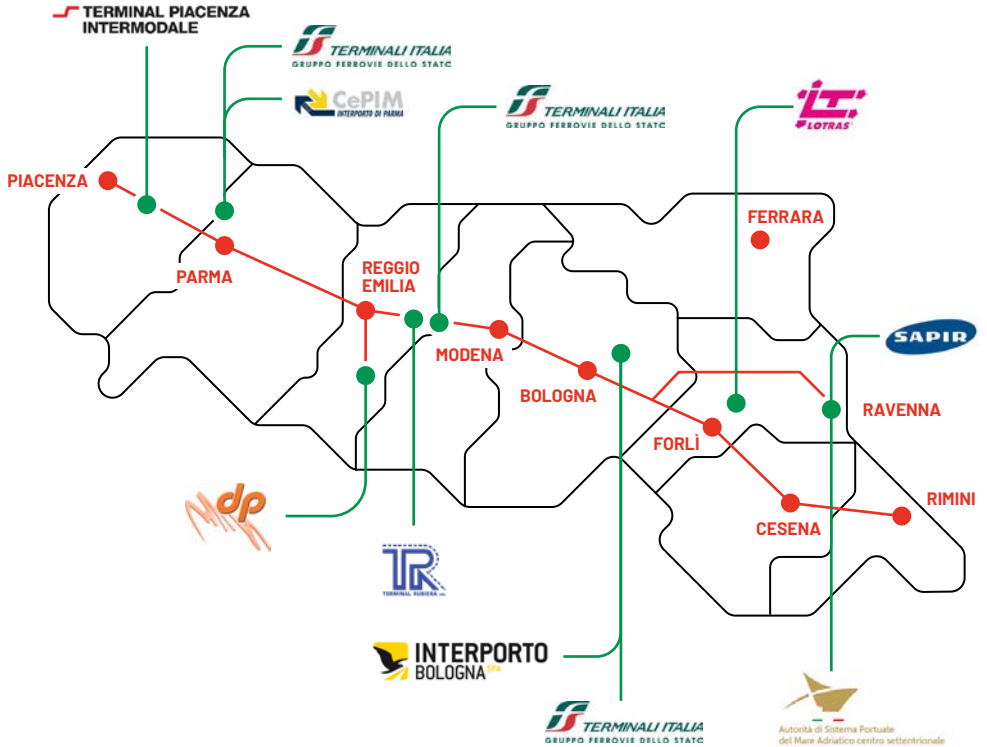 TERMINAL PIACENZA
INTERMODALE
TERMINALI ITALIA
GRUPPO FERROVIE DELLO STATO
CePIM
INTERPORTO DI PARMA
TERMINALI ITALIA
GRUPPO FERROVIE DELLO STATO
LOTRAS
PIACENZA
FERRARA
PARMA
REGGIO
EMILIA
SAPIR
MODENA
BOLOGNA
RAVENNA
FORLÌ
RIMINI
CESENA
dp
TR
TERMINAL RUBIERA SRL
INTERPORTO
BOLOGNA SPA
TERMINALI ITALIA
GRUPPO FERROVIE DELLO STATO
Autorità di Sistema Portuale
del Mare Adriatico centro settentrionale